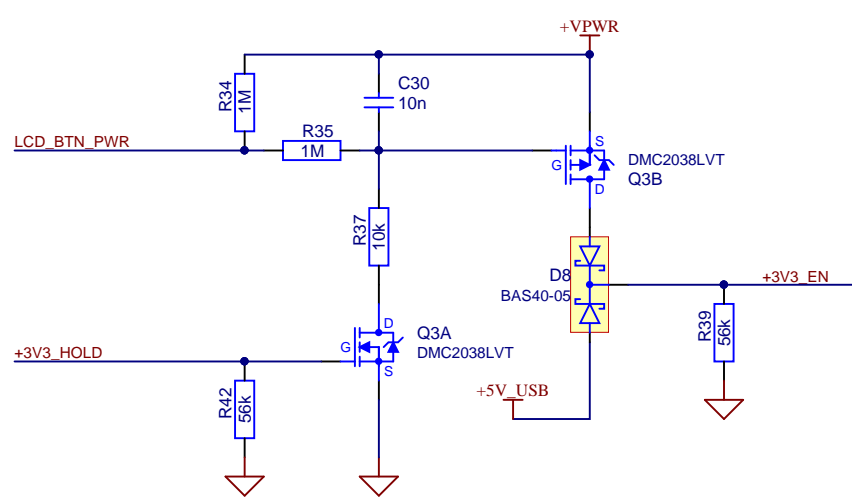 +VPWR
C30
10n
R34
1M
R35
1M
LCD_BTN_PWR
S
G
D
DMC2038LVT
Q3B
R37
10k
D8
BAS40-05
+3V3_EN
R39
56k
D
G
S
Q3A
DMC2038LVT
+3V3_HOLD
R42
56k
+5V_USB